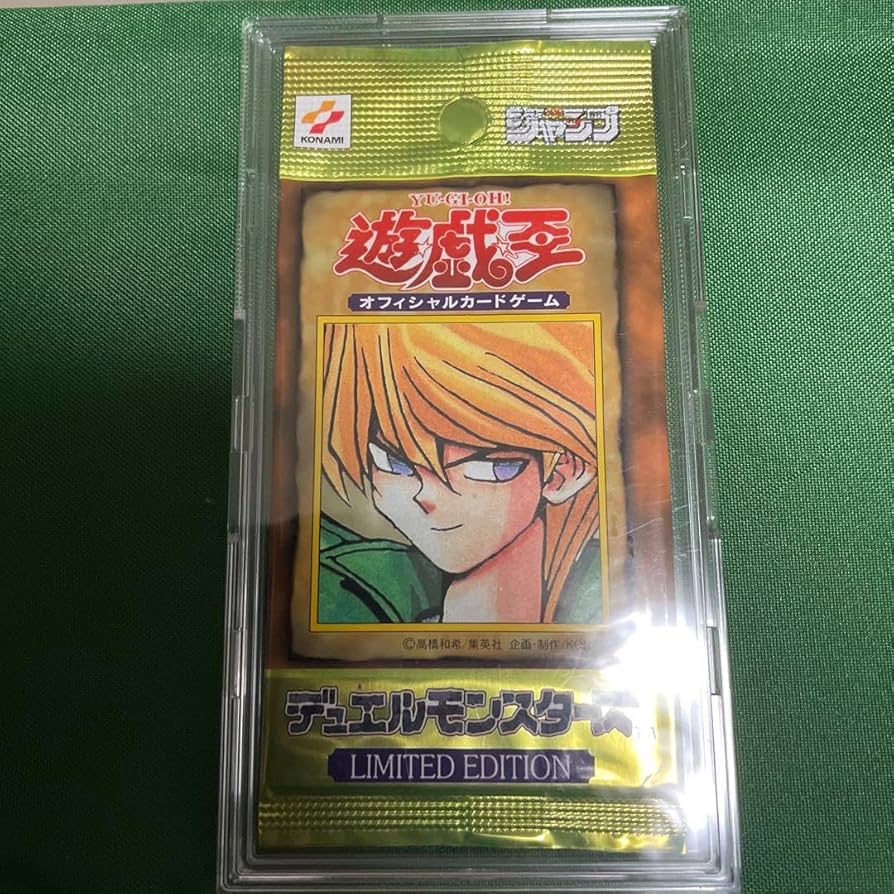 KONAMI
ジャンプ
YU-GI-OH!
遊戯王
オフィシャルカードゲーム
©高橋和希/集英社 企画・制作/KO
デュエルモンスターズ
LIMITED EDITION